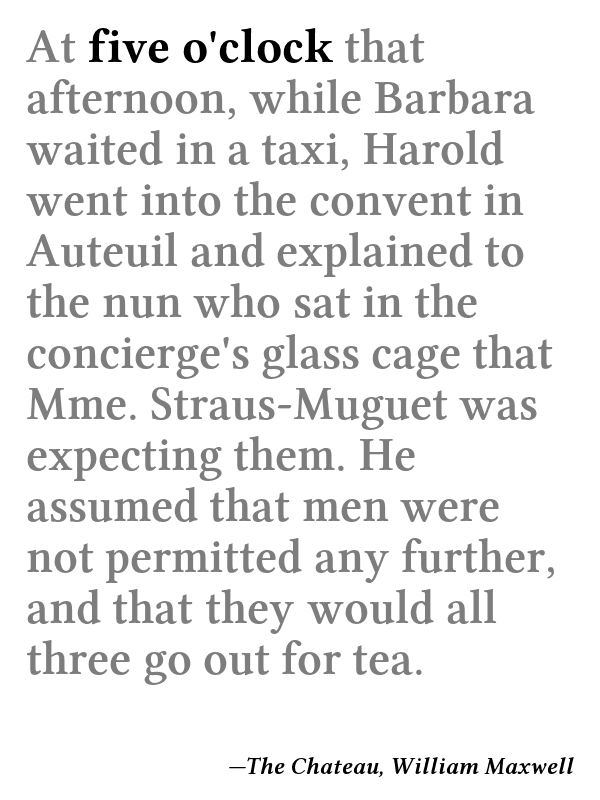 At five o'clock that
afternoon, while Barbara
waited in a taxi, Harold
went into the convent in
Auteuil and explained to
the nun who sat in the
concierge's glass cage that
Mme. Straus-Muguet was
expecting them. He
assumed that men were
not permitted any further,
and that they would all
three go out for tea.
—The Chateau, William Maxwell